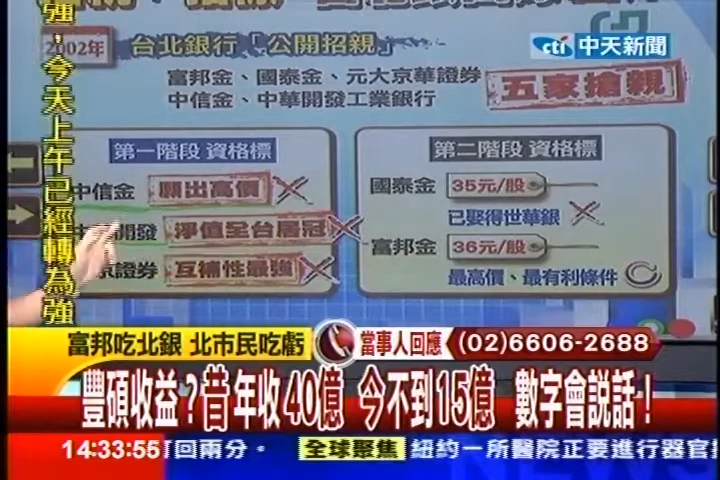 2002年 台北銀行「公開招親」
cti 中天新聞
富邦金、國泰金、元大京華證券
中信金、中華開發工業銀行
五家搶親
第一階段 資格標
中信金 願出高價
開發 淨值全台居冠
京證券 互補性最強
第二階段 資格標
國泰金 35元/股
已娶得世華銀
富邦金 36元/股
最高價、最有利條件
強，今天上午已經轉為強
富邦吃北銀 北市民吃虧
當事人回應 (02)6606-2688
豐碩收益？昔年收40億 今不到15億 數字會說話！
14:33:55 回兩分。 全球聚焦 紐約一所醫院正要進行器官
NEWS